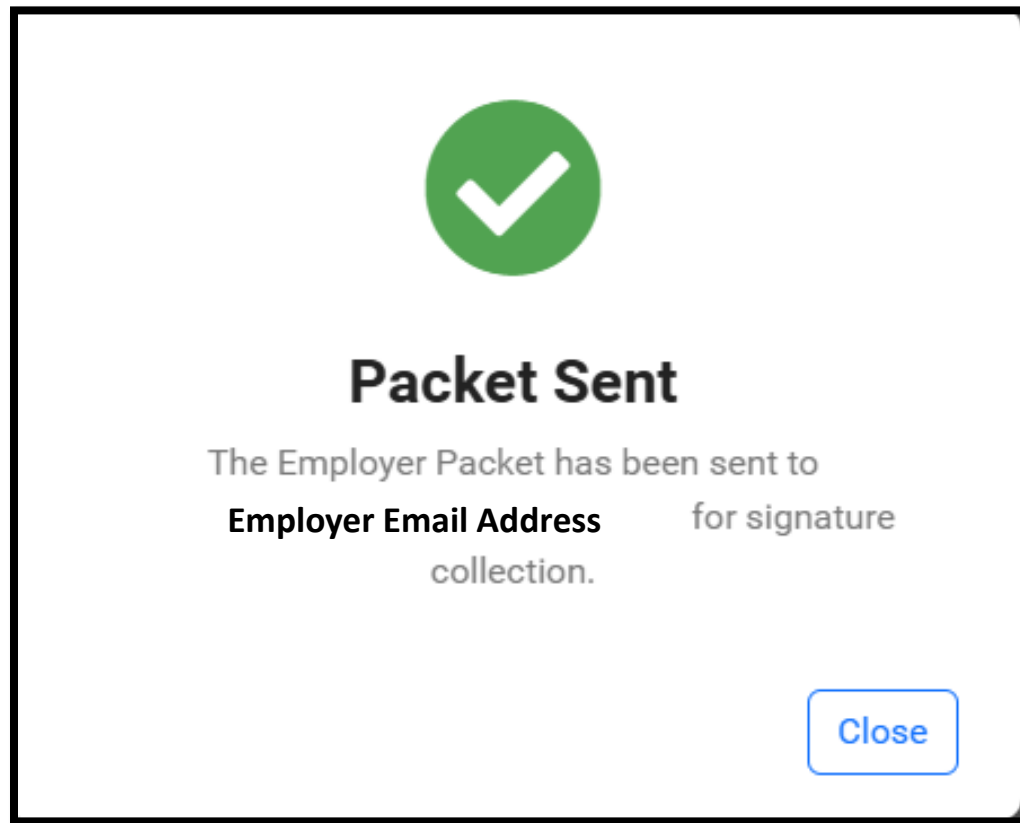 Packet Sent
The Employer Packet has been sent to
Employer Email Address for signature
collection.
Close